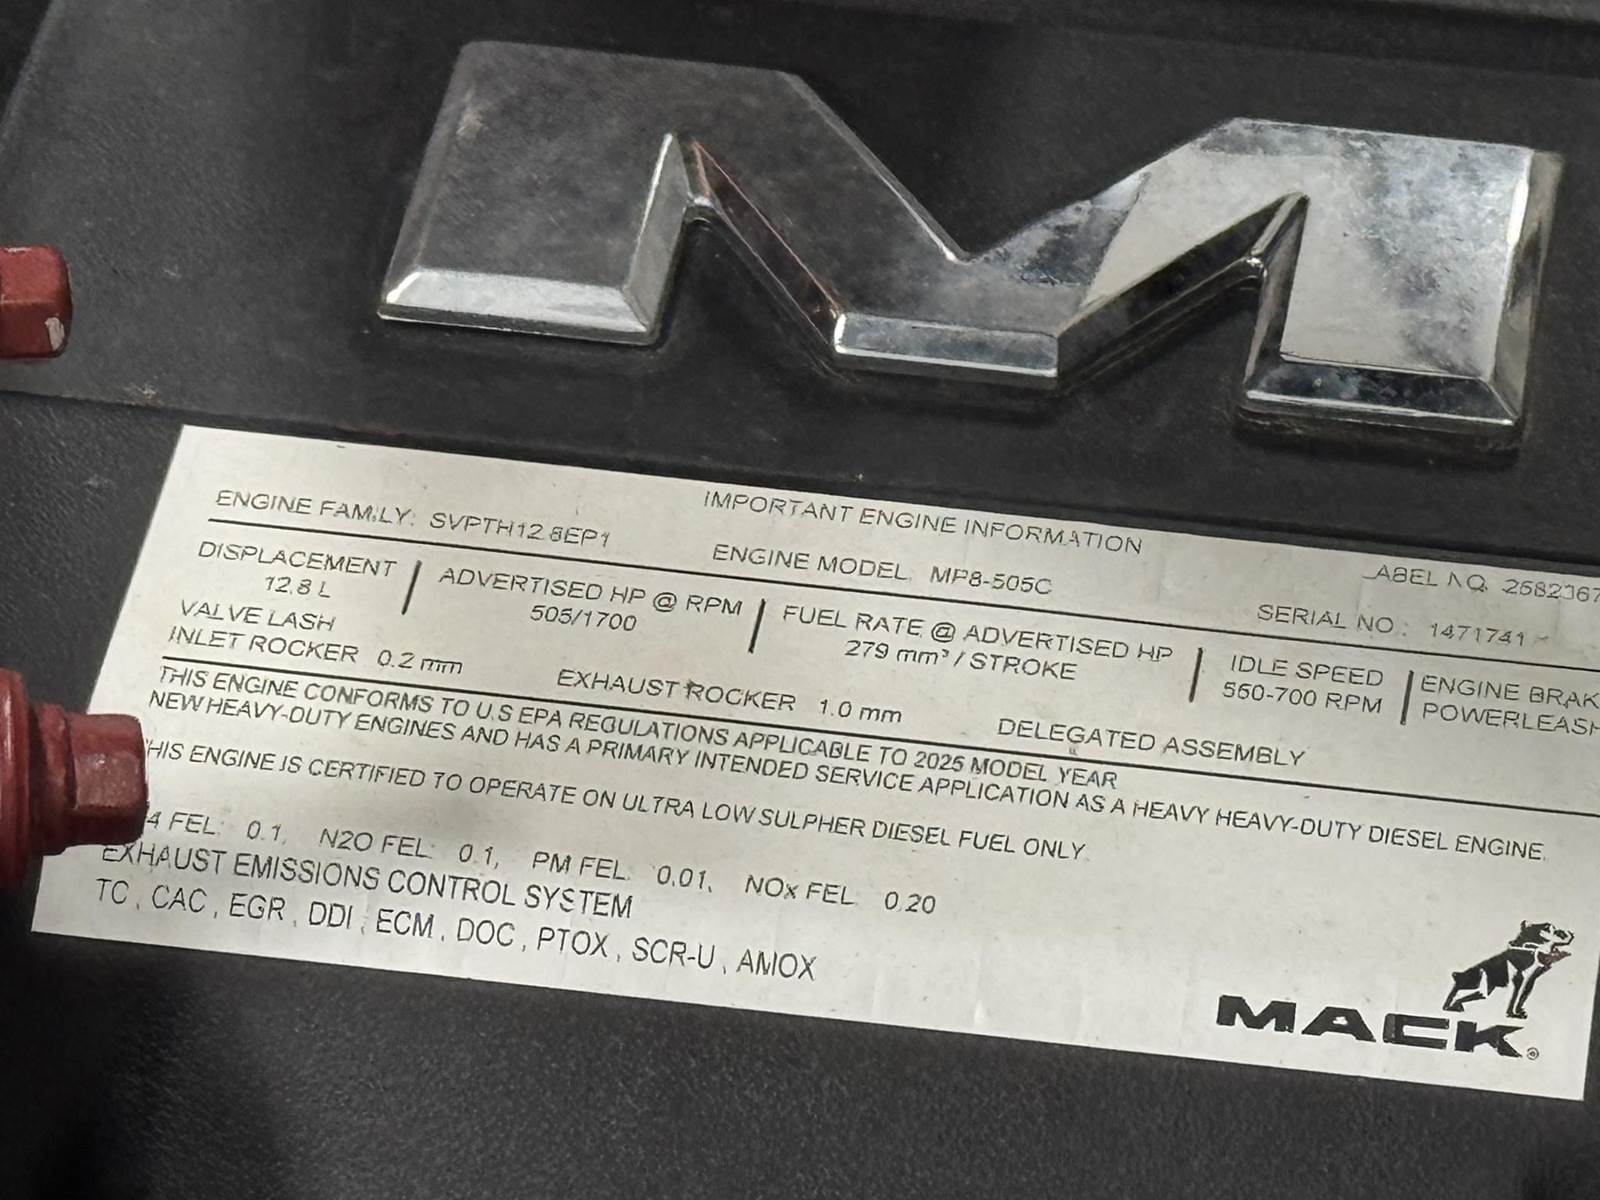 IMPORTANT ENGINE INFORMATION
ENGINE FAMILY: SVPTH12.8EP1 ENGINE MODEL MP8-505C LABEL NO.
SERIAL NO.: 1471741
DISPLACEMENT
12.8 L
ADVERTISED HP @ RPM
505/1700
FUEL RATE @ ADVERTISED HP
279 mm³ / STROKE
IDLE SPEED
560-700 RPM
ENGINE
VALVE LASH
INLET ROCKER 0.2 mm EXHAUST ROCKER 1.0 mm DELEGATED ASSEMBLY
THIS ENGINE CONFORMS TO U.S EPA REGULATIONS APPLICABLE TO 2025 MODEL YEAR
NEW HEAVY-DUTY ENGINES AND HAS A PRIMARY INTENDED SERVICE APPLICATION AS A HEAVY HEAVY-DUTY DIESEL ENGINE.
THIS ENGINE IS CERTIFIED TO OPERATE ON ULTRA LOW SULPHER DIESEL FUEL ONLY
FEL: 0.1, N2O FEL: 0.1, PM FEL: 0.01, NOx FEL 0.20
EXHAUST EMISSIONS CONTROL SYSTEM
TC , CAC , EGR , DDI , ECM , DOC , PTOX , SCR-U , AMOX
MACK®